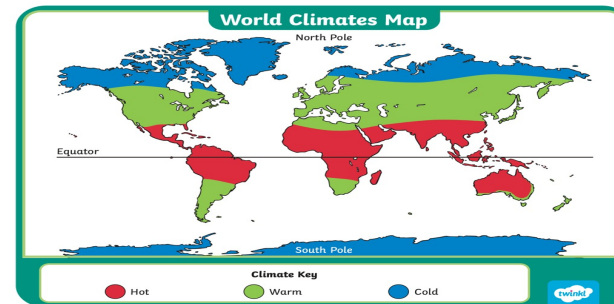 World Climates Map
North Pole
Equator
South Pole
Climate Key
Hot
Warm
Cold
twinkl